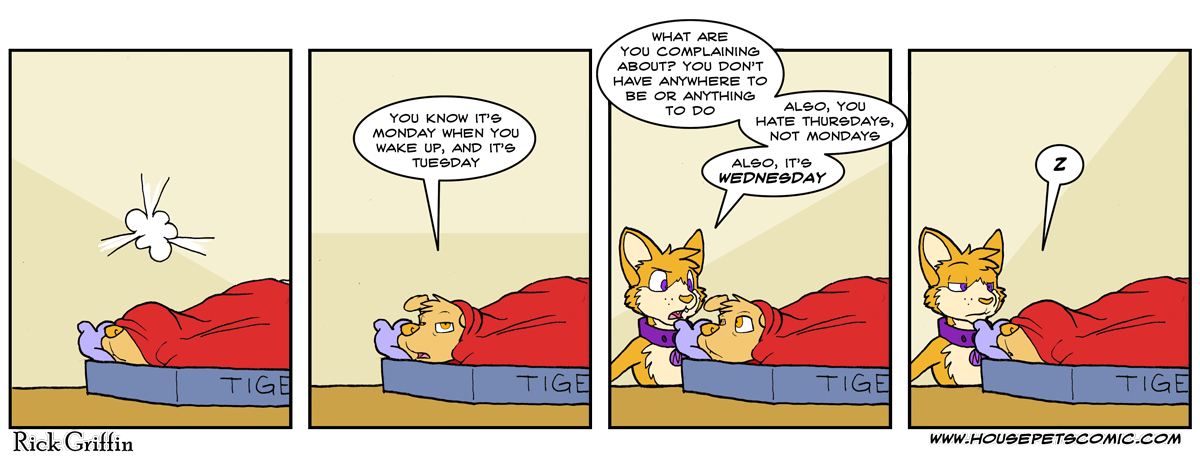 TIGE
YOU KNOW IT'S
MONDAY WHEN YOU
WAKE UP, AND IT'S
TUESDAY
TIGE
WHAT ARE
YOU COMPLAINING
ABOUT? YOU DON'T
HAVE ANYWHERE TO
BE OR ANYTHING
TO DO
ALSO, YOU
HATE THURSDAYS,
NOT MONDAYS
ALSO, IT'S
WEDNESDAY
TIGE
Z
TIGE
Rick Griffin
WWW.HOUSEPETSCOMIC.COM